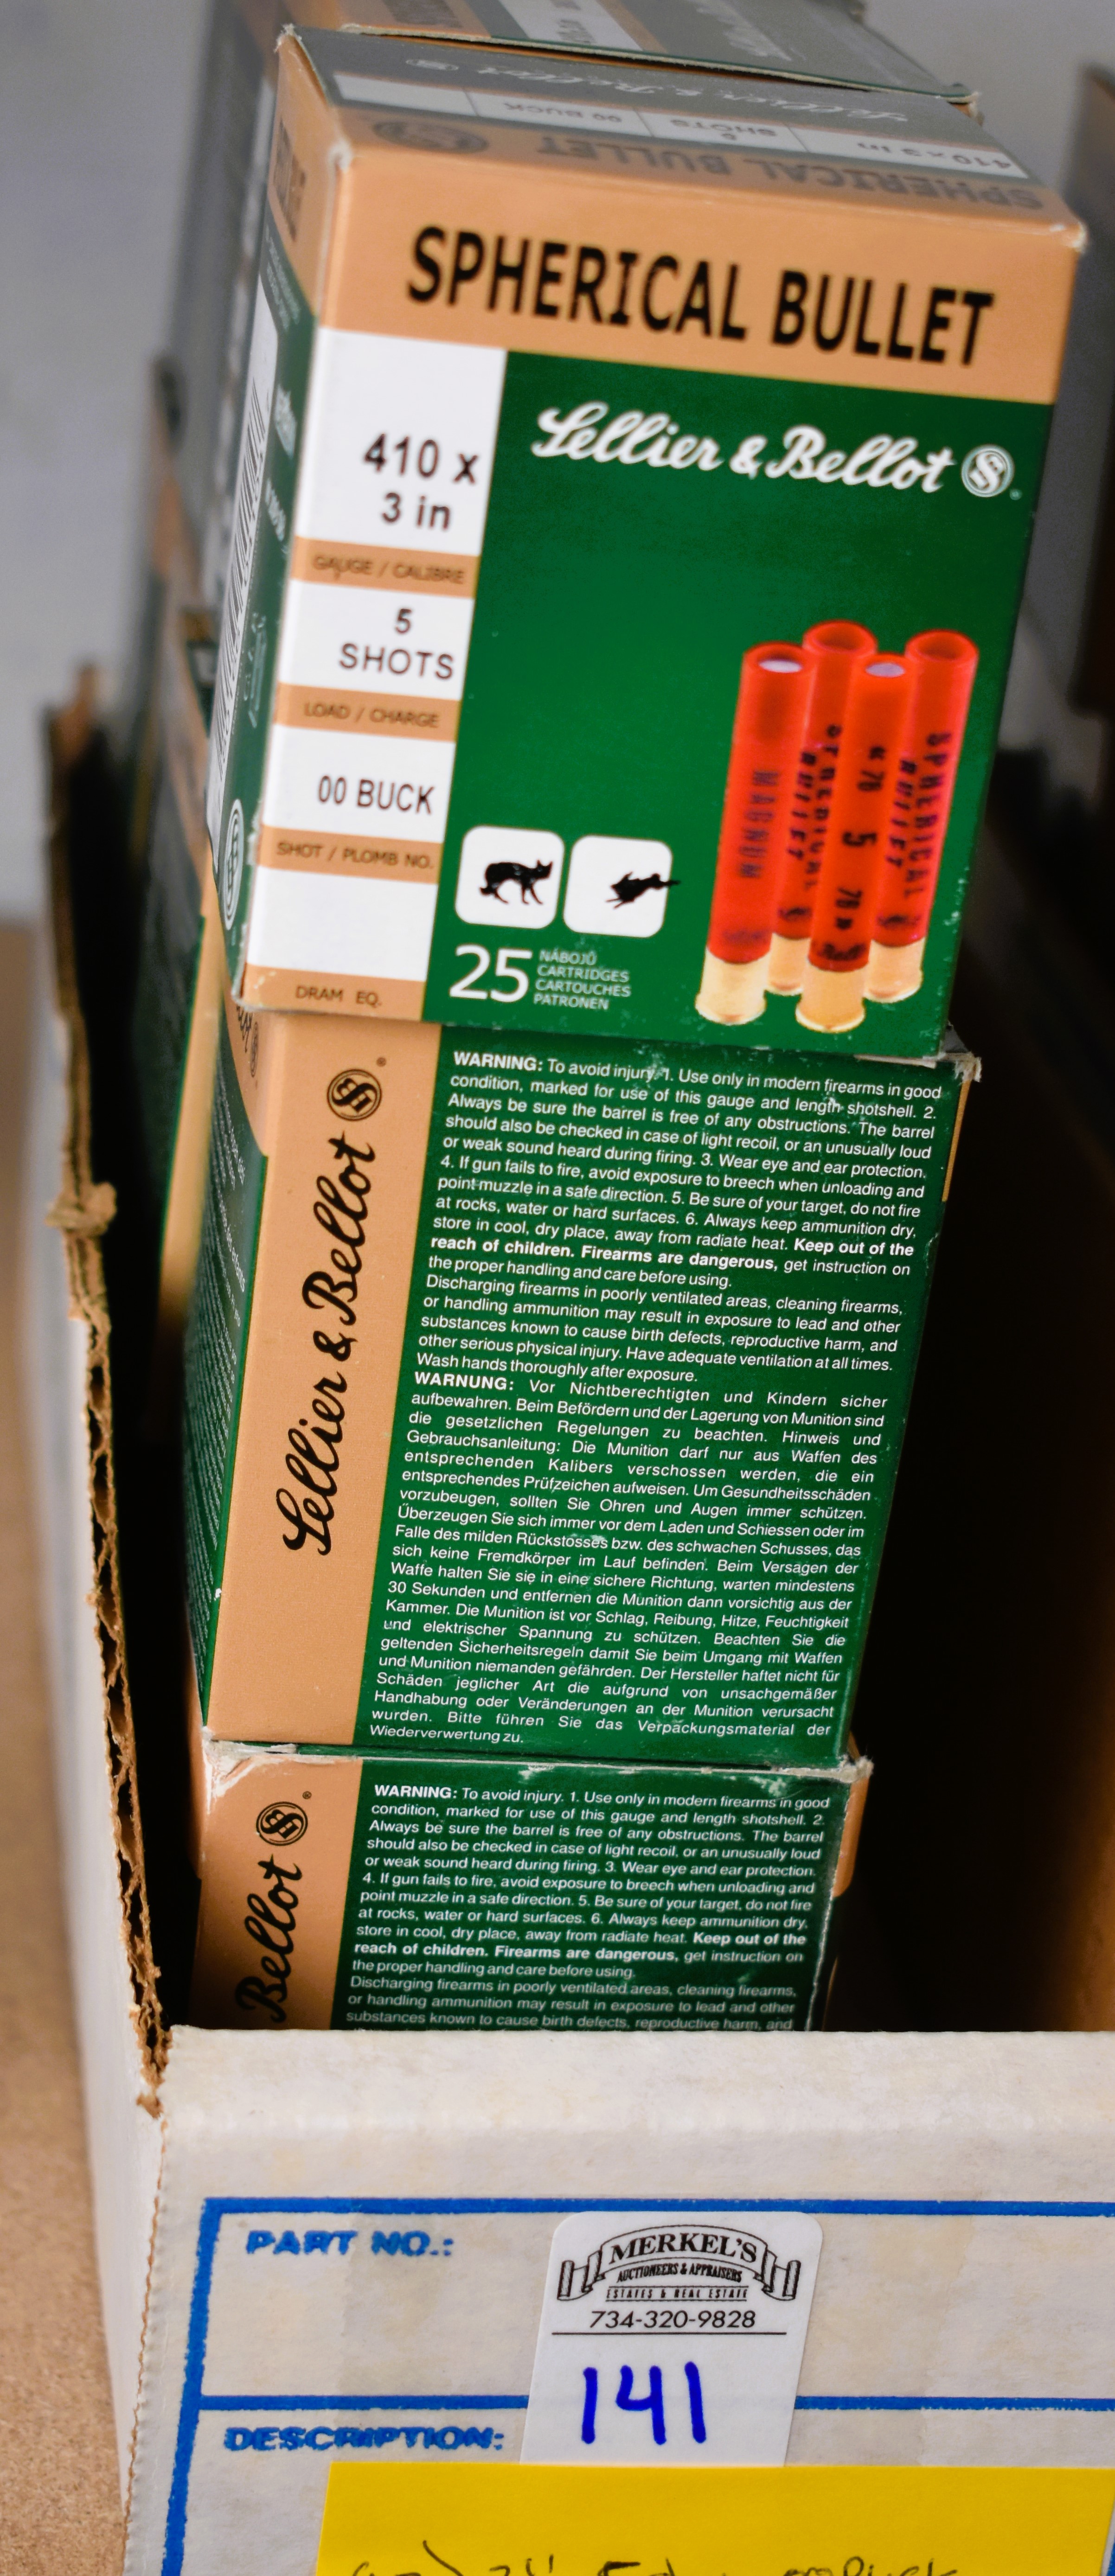 410 x 3 in
SHOTS
00 BUCK
Lellier & Bellot
SPHERICAL BULLET
SPHERICAL BULLET
Sellier & Bellot
410 x
3 in
GAUGE / CALIBRE
5
SHOTS
LOAD / CHARGE
00 BUCK
SHOT / PLOMB NO.
DRAM EQ.
MAGNUM
SPHERICAL
BULLET
«76
5
76»
SPHERICAL
BULLET
25
NÁBOJŮ
CARTRIDGES
CARTOUCHES
PATRONEN
Sellier & Bellot
WARNING: To avoid injury. 1. Use only in modern firearms in good
condition, marked for use of this gauge and length shotshell. 2.
Always be sure the barrel is free of any obstructions. The barrel
should also be checked in case of light recoil, or an unusually loud
or weak sound heard during firing. 3. Wear eye and ear protection.
4. If gun fails to fire, avoid exposure to breech when unloading and
point muzzle in a safe direction. 5. Be sure of your target, do not fire
at rocks, water or hard surfaces. 6. Always keep ammunition dry,
store in cool, dry place, away from radiate heat. Keep out of the
reach of children. Firearms are dangerous, get instruction on
the proper handling and care before using.
Discharging firearms in poorly ventilated areas, cleaning firearms,
or handling ammunition may result in exposure to lead and other
substances known to cause birth defects, reproductive harm, and
other serious physical injury. Have adequate ventilation at all times.
Wash hands thoroughly after exposure.
WARNUNG: Vor Nichtberechtigten und Kindern sicher
aufbewahren. Beim Befördern und der Lagerung von Munition sind
die gesetzlichen Regelungen zu beachten. Hinweis und
Gebrauchsanleitung: Die Munition darf nur aus Waffen des
entsprechenden Kalibers verschossen werden, die ein
entsprechendes Prüfzeichen aufweisen. Um Gesundheitsschäden
vorzubeugen, sollten Sie Ohren und Augen immer schützen.
Überzeugen Sie sich immer vor dem Laden und Schiessen oder im
Falle des milden Rückstosses bzw. des schwachen Schusses, das
sich keine Fremdkörper im Lauf befinden. Beim Versagen der
Waffe halten Sie sie in eine sichere Richtung, warten mindestens
30 Sekunden und entfernen die Munition dann vorsichtig aus der
Kammer. Die Munition ist vor Schlag, Reibung, Hitze, Feuchtigkeit
und elektrischer Spannung zu schützen. Beachten Sie die
geltenden Sicherheitsregeln damit Sie beim Umgang mit Waffen
und Munition niemanden gefährden. Der Hersteller haftet nicht für
Schäden jeglicher Art die aufgrund von unsachgemäßer
Handhabung oder Veränderungen an der Munition verursacht
wurden. Bitte führen Sie das Verpackungsmaterial der
Wiederverwertung zu.
Bellot
WARNING: To avoid injury. 1. Use only in modern firearms in good
condition, marked for use of this gauge and length shotshell. 2.
Always be sure the barrel is free of any obstructions. The barrel
should also be checked in case of light recoil, or an unusually loud
or weak sound heard during firing. 3. Wear eye and ear protection.
4. If gun fails to fire, avoid exposure to breech when unloading and
point muzzle in a safe direction. 5. Be sure of your target, do not fire
at rocks, water or hard surfaces. 6. Always keep ammunition dry,
store in cool, dry place, away from radiate heat. Keep out of the
reach of children. Firearms are dangerous, get instruction on
the proper handling and care before using.
Discharging firearms in poorly ventilated areas, cleaning firearms,
or handling ammunition may result in exposure to lead and other
substances known to cause birth defects, reproductive harm, and
PART NO.:
MERKEL'S
AUCTIONEERS & APPRAISERS
ESTATES & REAL ESTATE
734-320-9828
141
DESCRIPTION: